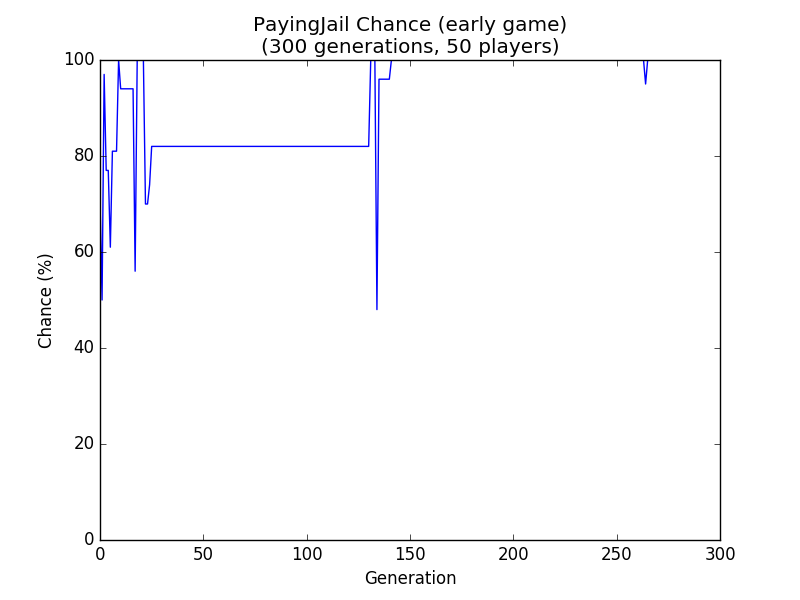 PayingJail Chance (early game)
(300 generations, 50 players)
100
80
60
40
20
0
Chance (%)
0 50 100 150 200 250 300
Generation